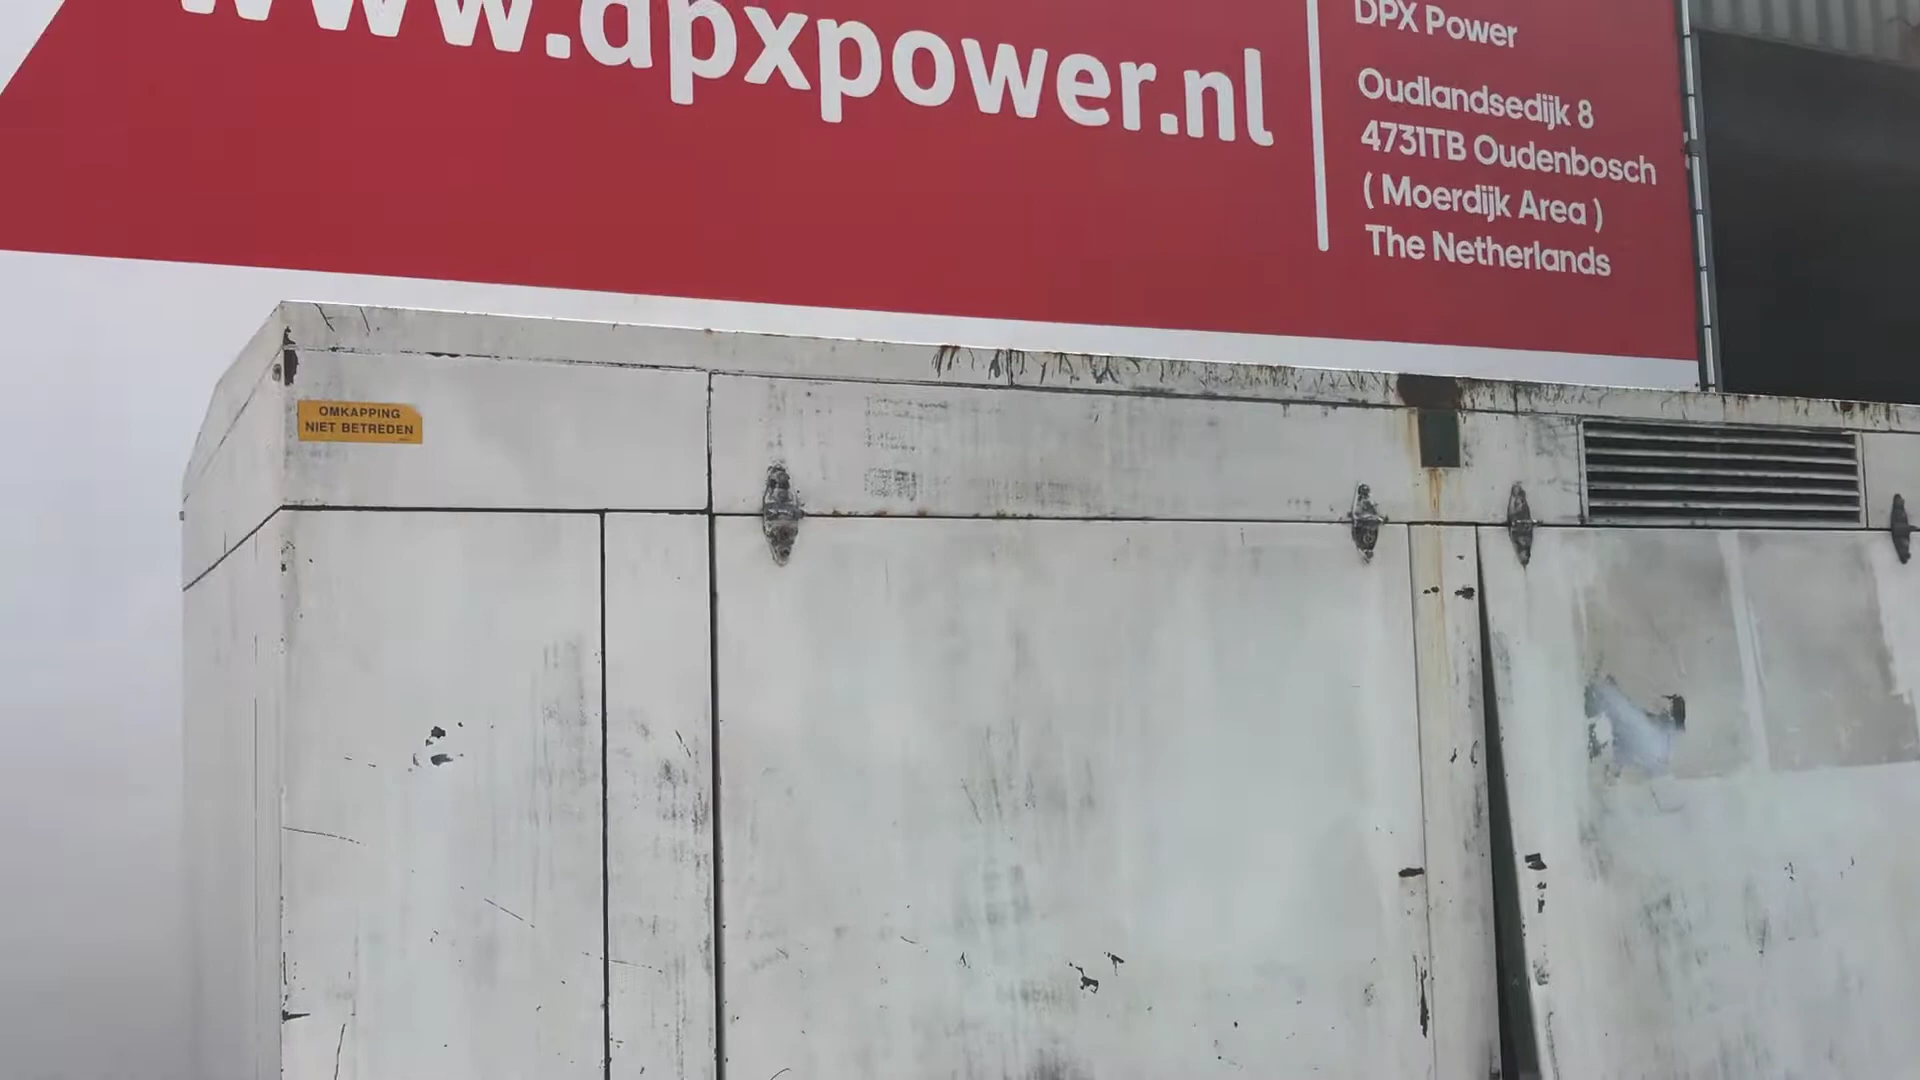 www.dpxpower.nl
DPX Power
Oudlandsedijk 8
4731TB Oudenbosch
( Moerdijk Area )
The Netherlands
OMKAPPING
NIET BETREDEN